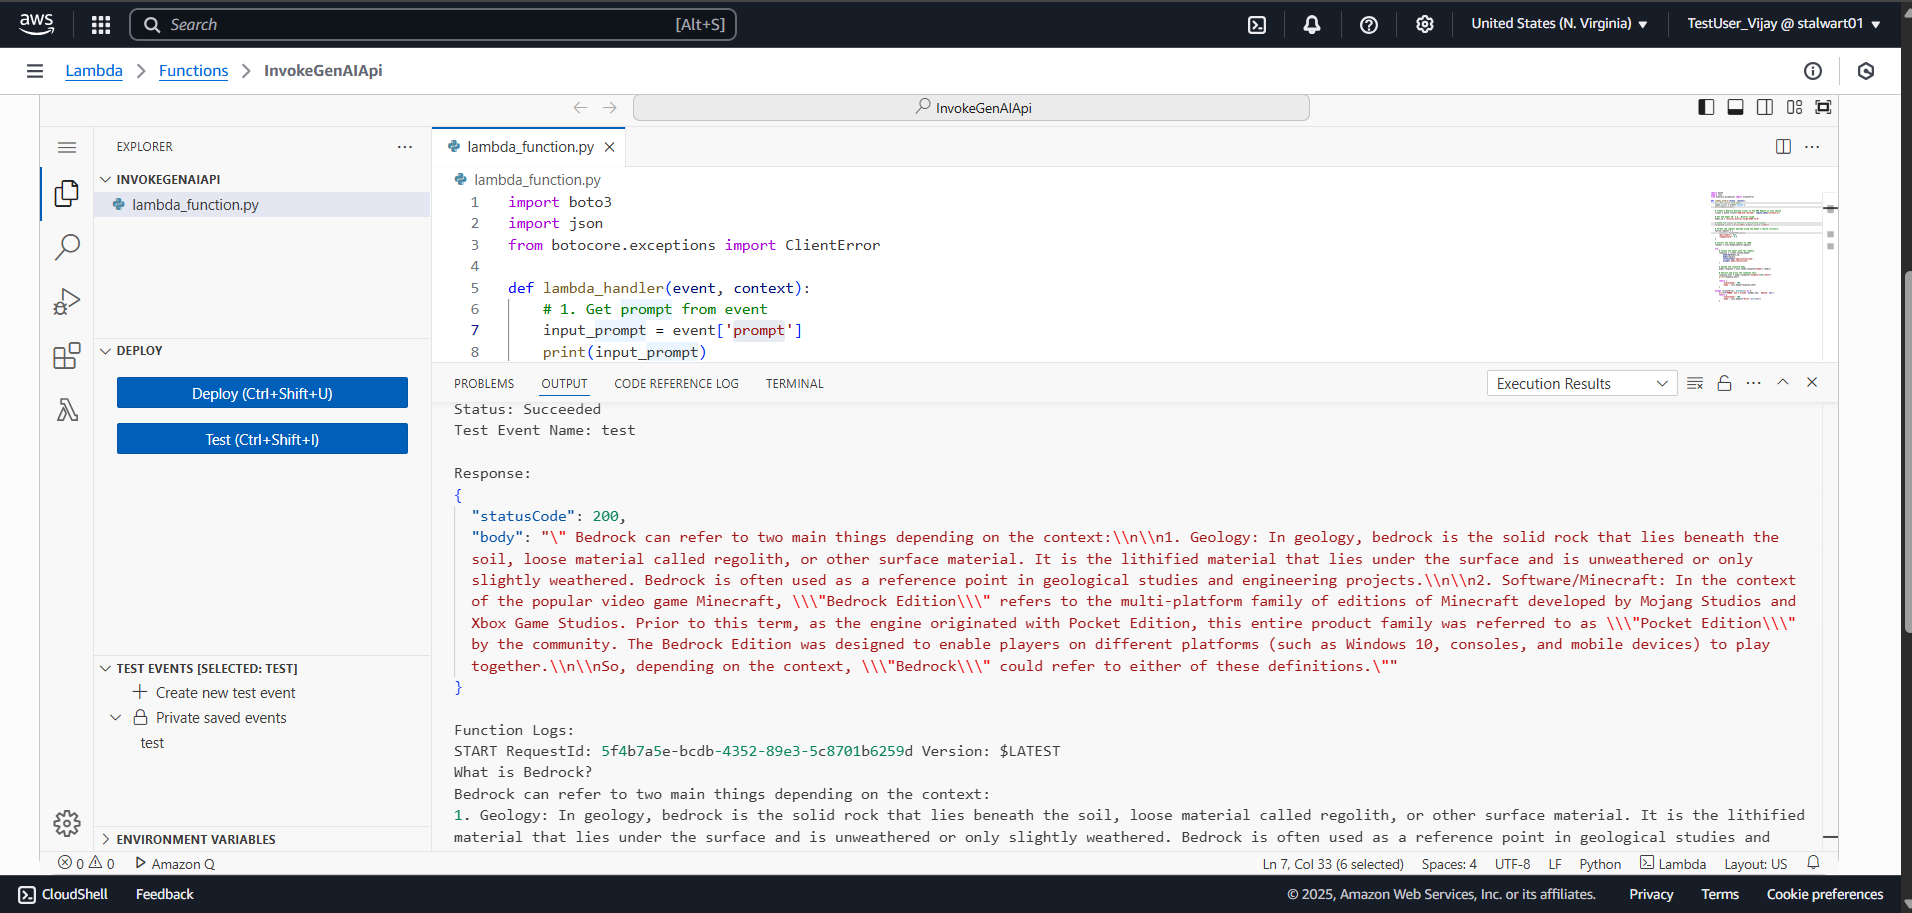 aws
Search
[Alt+S]
United States (N. Virginia)
TestUser_Vijay @ stalwart01
Lambda
Functions
InvokeGenAIApi
InvokeGenAIApi
EXPLORER
INVOKEGENAIAPI
lambda_function.py
DEPLOY
Deploy (Ctrl+Shift+U)
Test (Ctrl+Shift+I)
TEST EVENTS [SELECTED: TEST]
Create new test event
Private saved events
test
ENVIRONMENT VARIABLES
lambda_function.py
lambda_function.py
1 import boto3
2 import json
3 from botocore.exceptions import ClientError
4
5 def lambda_handler(event, context):
6 # 1. Get prompt from event
7 input_prompt = event['prompt']
8 print(input_prompt)
PROBLEMS OUTPUT CODE REFERENCE LOG TERMINAL
Execution Results
Status: Succeeded
Test Event Name: test
Response:
{
"statusCode": 200,
"body": "\" Bedrock can refer to two main things depending on the context:\\n\\n1. Geology: In geology, bedrock is the solid rock that lies beneath the
soil, loose material called regolith, or other surface material. It is the lithified material that lies under the surface and is unweathered or only
slightly weathered. Bedrock is often used as a reference point in geological studies and engineering projects.\\n\\n2. Software/Minecraft: In the context
of the popular video game Minecraft, \\\"Bedrock Edition\\\" refers to the multi-platform family of editions of Minecraft developed by Mojang Studios and
Xbox Game Studios. Prior to this term, as the engine originated with Pocket Edition, this entire product family was referred to as \\\"Pocket Edition\\\"
by the community. The Bedrock Edition was designed to enable players on different platforms (such as Windows 10, consoles, and mobile devices) to play
together.\\n\\nSo, depending on the context, \\\"Bedrock\\\" could refer to either of these definitions.\""
}
Function Logs:
START RequestId: 5f4b7a5e-bcdb-4352-89e3-5c8701b6259d Version: $LATEST
What is Bedrock?
Bedrock can refer to two main things depending on the context:
1. Geology: In geology, bedrock is the solid rock that lies beneath the soil, loose material called regolith, or other surface material. It is the lithified
material that lies under the surface and is unweathered or only slightly weathered. Bedrock is often used as a reference point in geological studies and
0 0 Amazon Q
Ln 7, Col 33 (6 selected) Spaces: 4 UTF-8 LF Python Lambda Layout: US
CloudShell Feedback
© 2025, Amazon Web Services, Inc. or its affiliates. Privacy Terms Cookie preferences